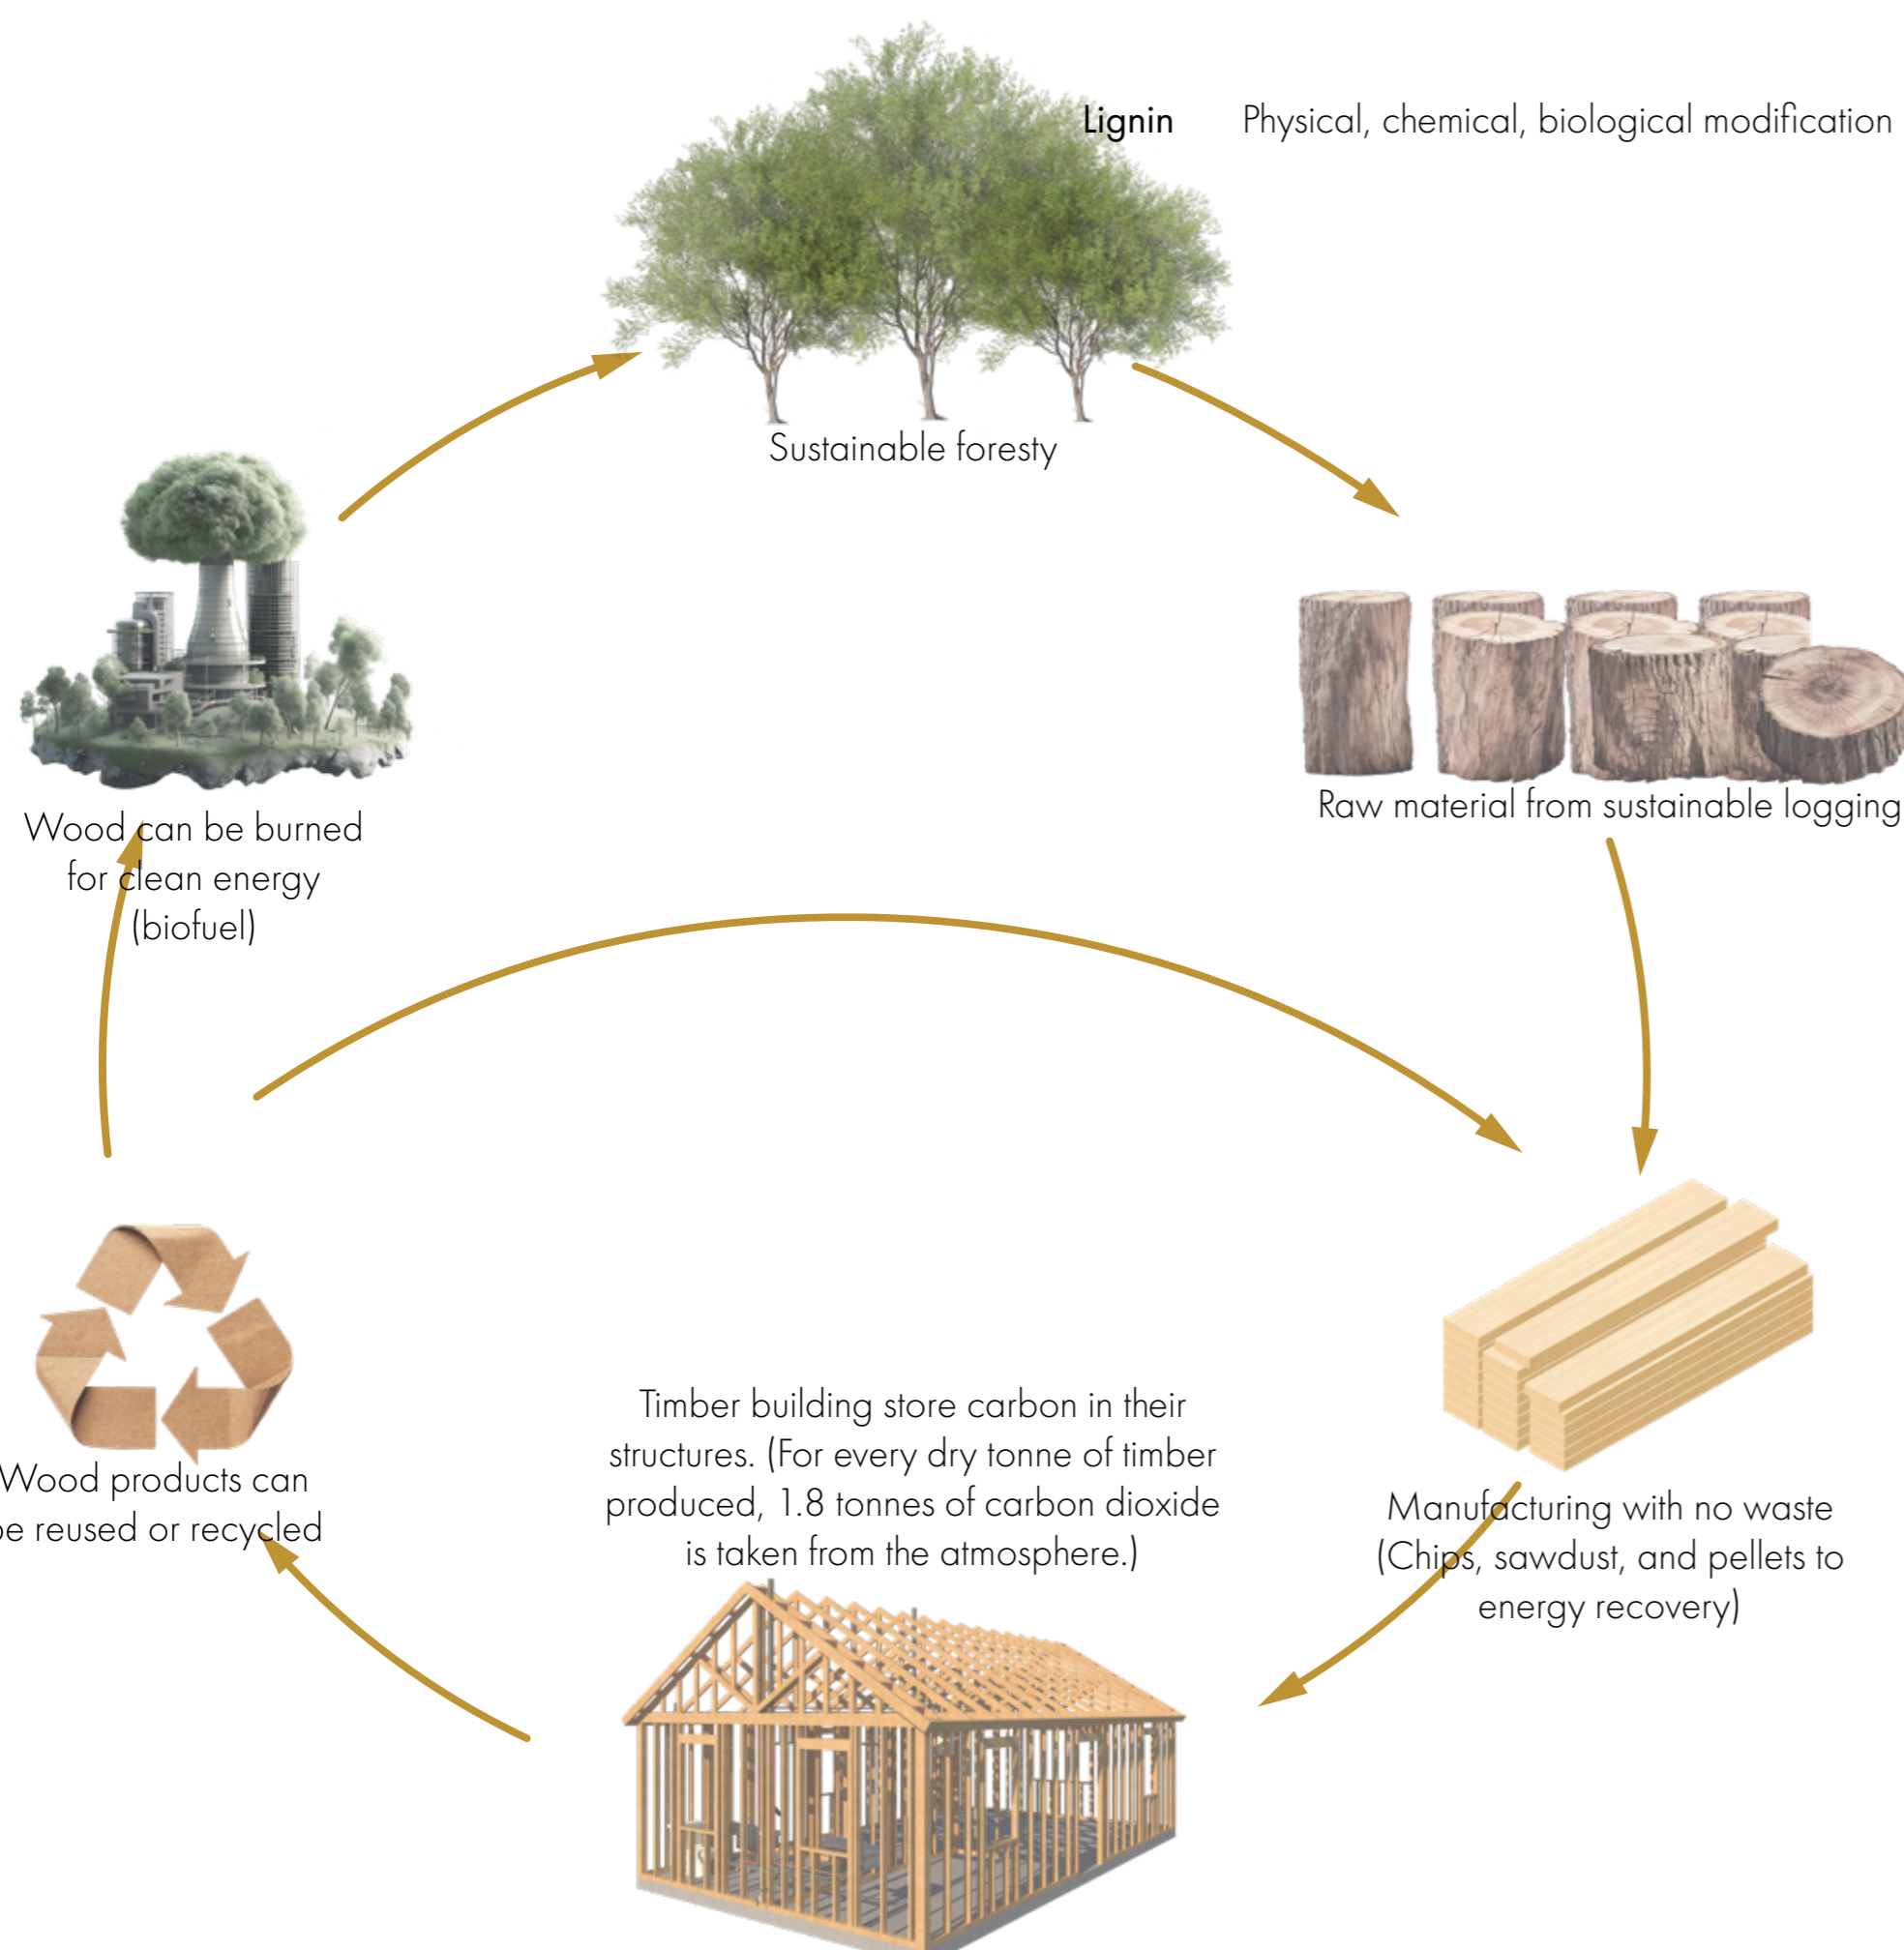 Lignin Physical, chemical, biological modification
Sustainable foresty
Wood can be burned
for clean energy
(biofuel)
Raw material from sustainable logging
Wood products can
be reused or recycled
Timber building store carbon in their
structures. (For every dry tonne of timber
produced, 1.8 tonnes of carbon dioxide
is taken from the atmosphere.)
Manufacturing with no waste
(Chips, sawdust, and pellets to
energy recovery)